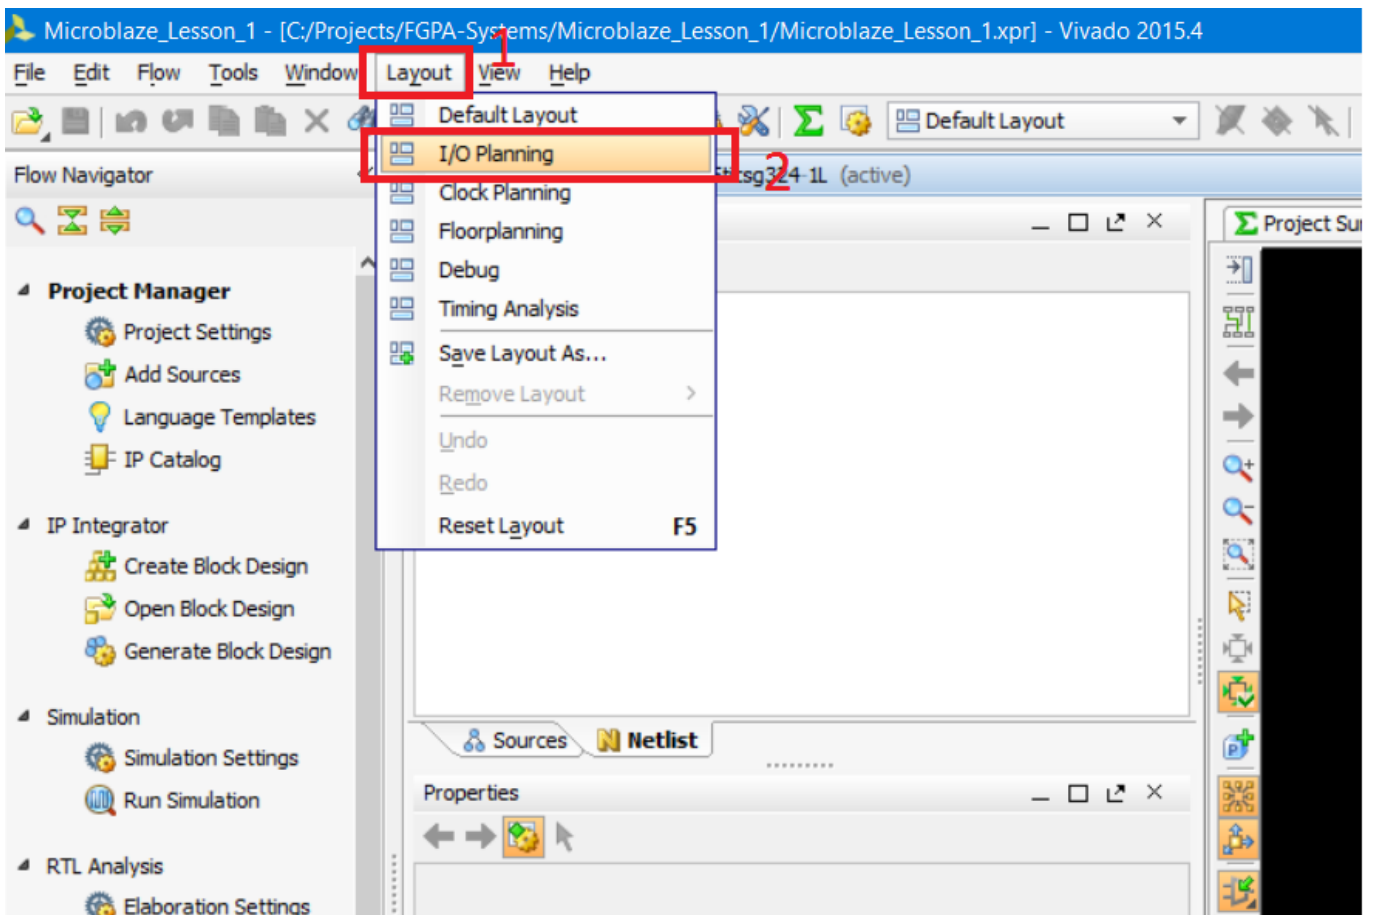 Microblaze_Lesson_1 - [C:/Projects/FGPA-Systems/Microblaze_Lesson_1/Microblaze_Lesson_1.xpr] - Vivado 2015.4
1
File Edit Flow Tools Window Layout View Help
Default Layout
Default Layout
I/O Planning
2
Flow Navigator
csg324-1L (active)
Clock Planning
Floorplanning
Project Su
Debug
Project Manager
Timing Analysis
Project Settings
Save Layout As...
Add Sources
Remove Layout
Language Templates
Undo
IP Catalog
Redo
IP Integrator
Reset Layout F5
Create Block Design
Open Block Design
Generate Block Design
Simulation
Sources Netlist
Simulation Settings
Properties
Run Simulation
RTL Analysis
Elaboration Settings